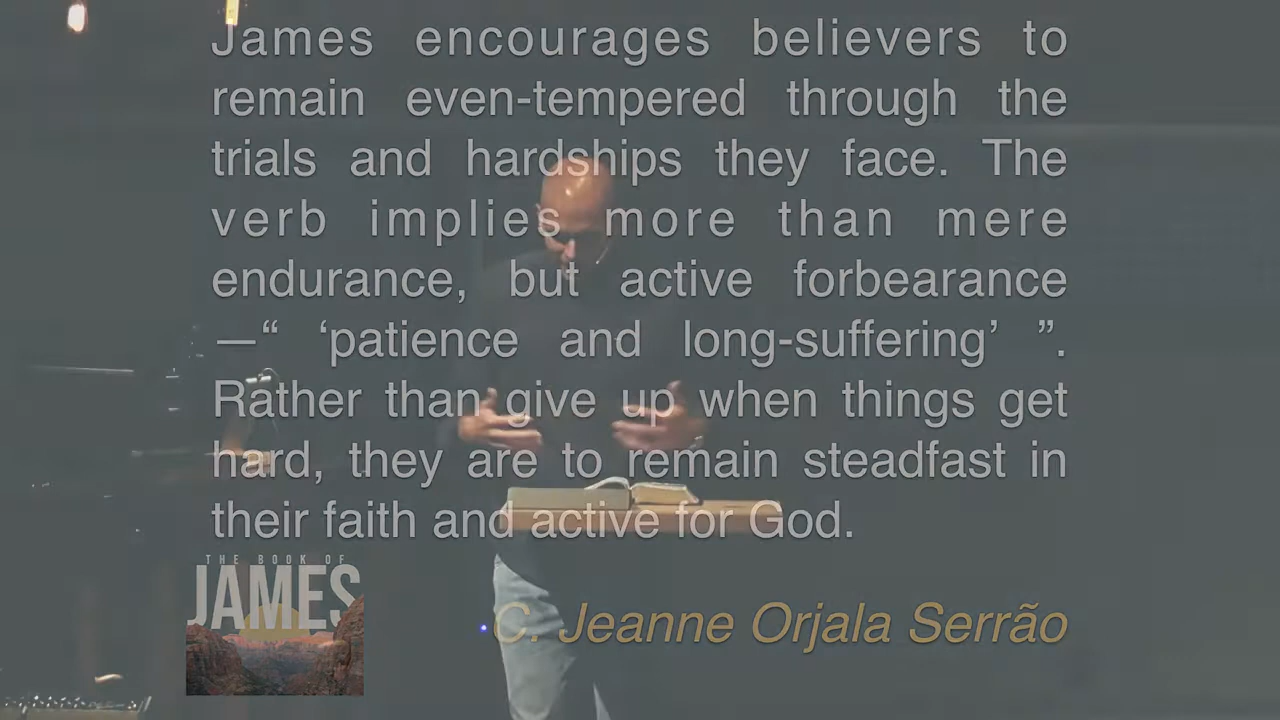 James encourages believers to
remain even-tempered through the
trials and hardships they face. The
verb implies more than mere
endurance, but active forbearance
—“ ‘patience and long-suffering’ ”.
Rather than give up when things get
hard, they are to remain steadfast in
their faith and active for God.
THE BOOK OF
JAMES
C. Jeanne Orjala Serrão